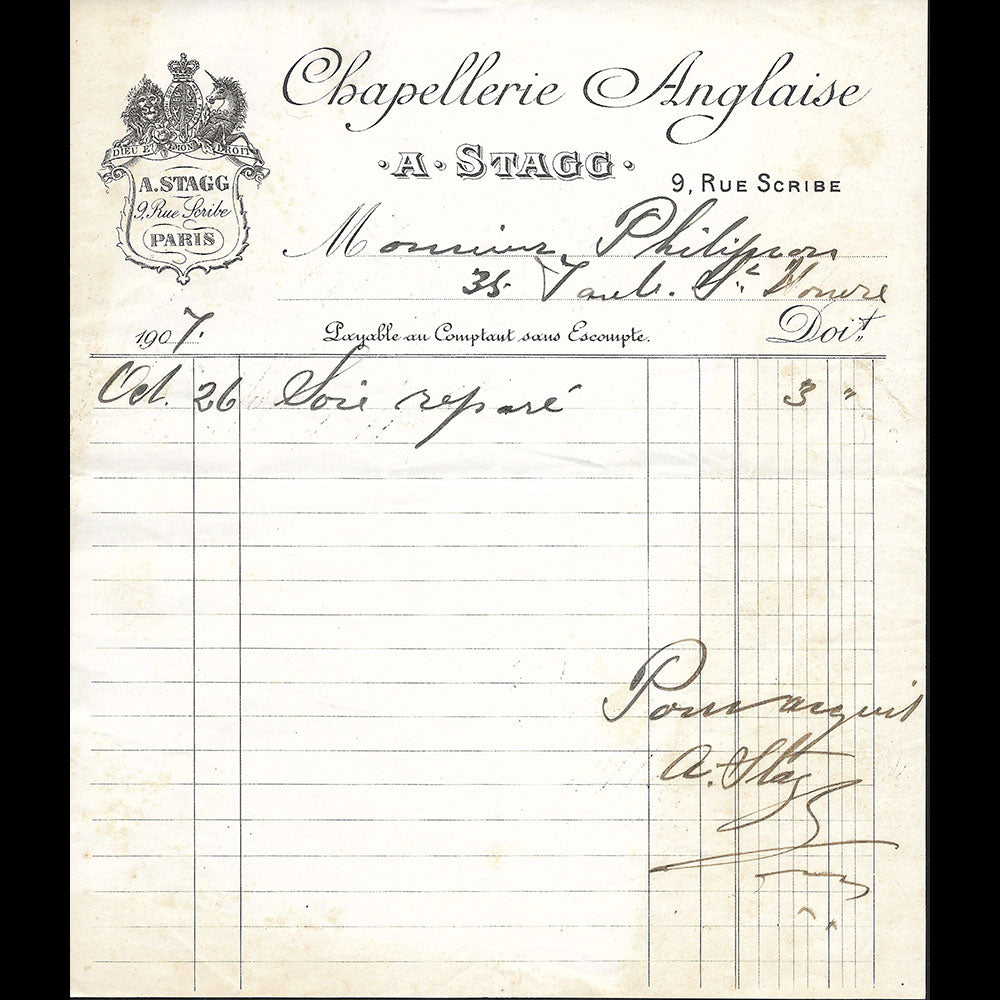 Chapellerie Anglaise
DIEU ET MON DROIT
·A· STAGG·
A. STAGG
9, Rue Scribe
PARIS
9, RUE SCRIBE
Monsieur Philippon
35 Faub. St Honoré
1907. Payable au Comptant sans Escompte. Doit
Oct. 26 Soie reparé 3 "
Pour acquit
A. Stagg